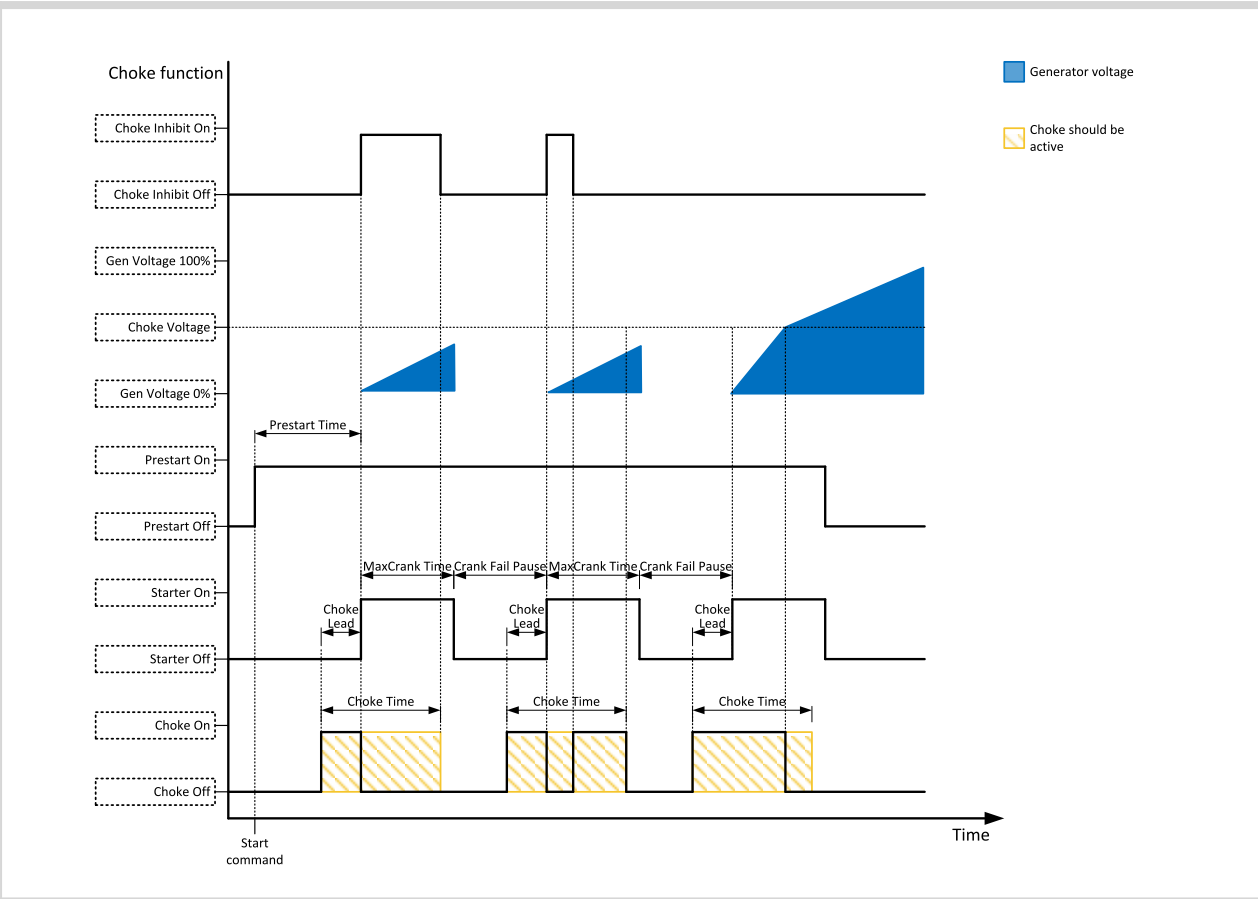 Choke function
Generator voltage
Choke Inhibit On
Choke should be
active
Choke Inhibit Off
Gen Voltage 100%
Choke Voltage
Gen Voltage 0%
Prestart Time
Prestart On
Prestart Off
MaxCrank Time
Crank Fail Pause
MaxCrank Time
Crank Fail Pause
Starter On
Choke
Lead
Choke
Lead
Choke
Lead
Starter Off
Choke Time
Choke Time
Choke Time
Choke On
Choke Off
Time
Start
command